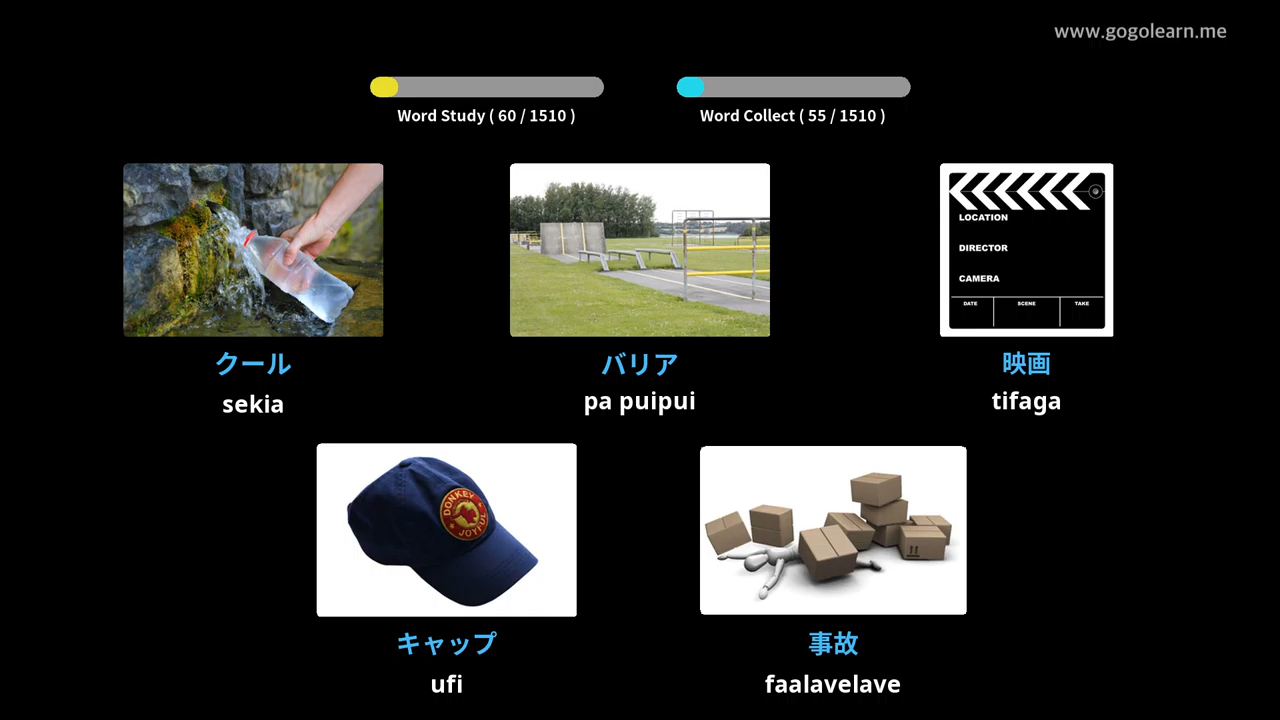 www.gogolearn.me
Word Study ( 60 / 1510 )
Word Collect ( 55 / 1510 )
LOCATION
DIRECTOR
CAMERA
DATE
SCENE
TAKE
クール
sekia
バリア
pa puipui
映画
tifaga
DONKEY
JOYFUL
キャップ
ufi
事故
faalavelave